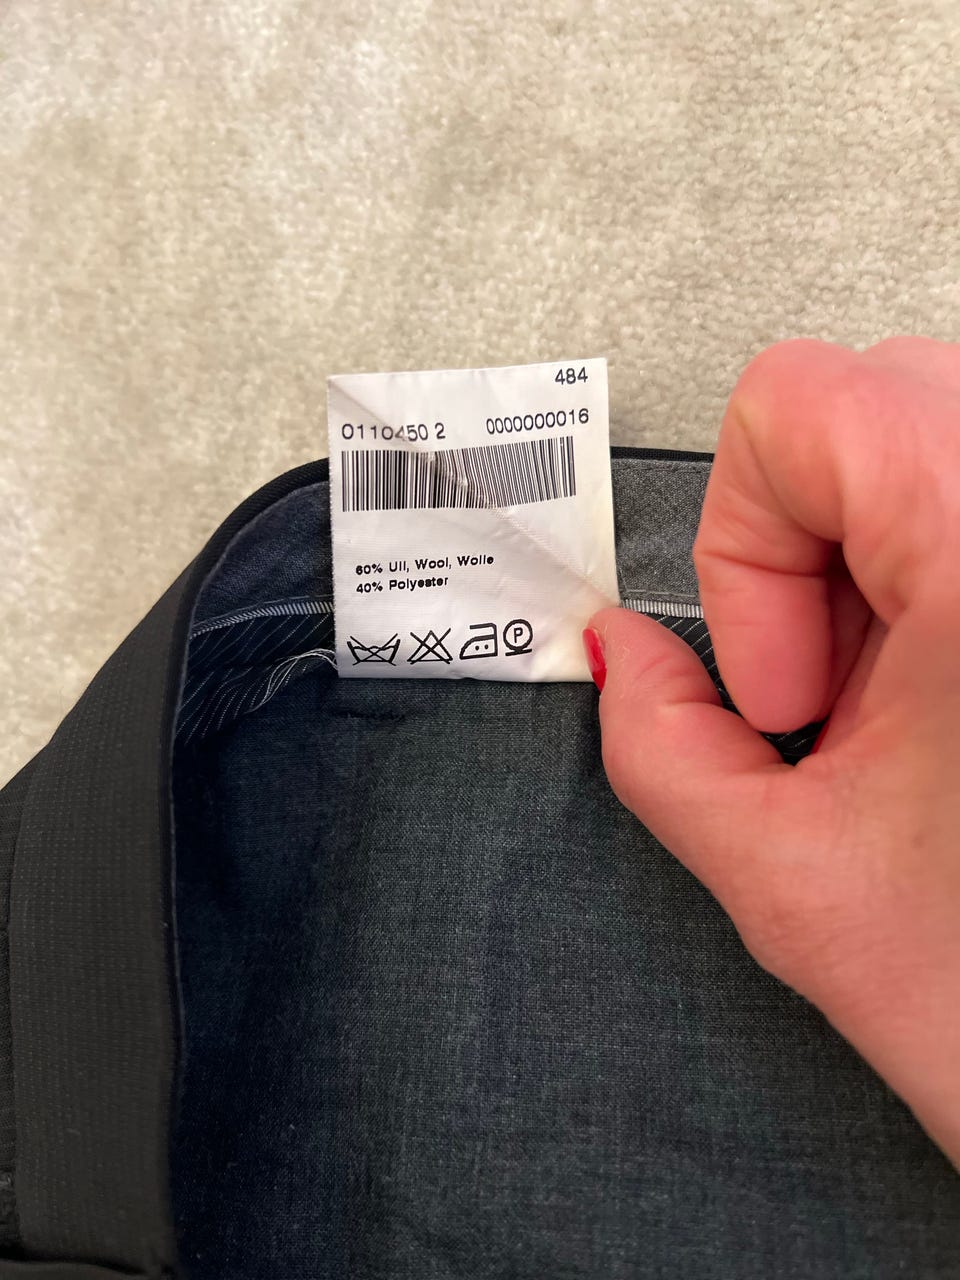 484
0110450 2 0000000016
60% Ull, Wool, Wolle
40% Polyester
P